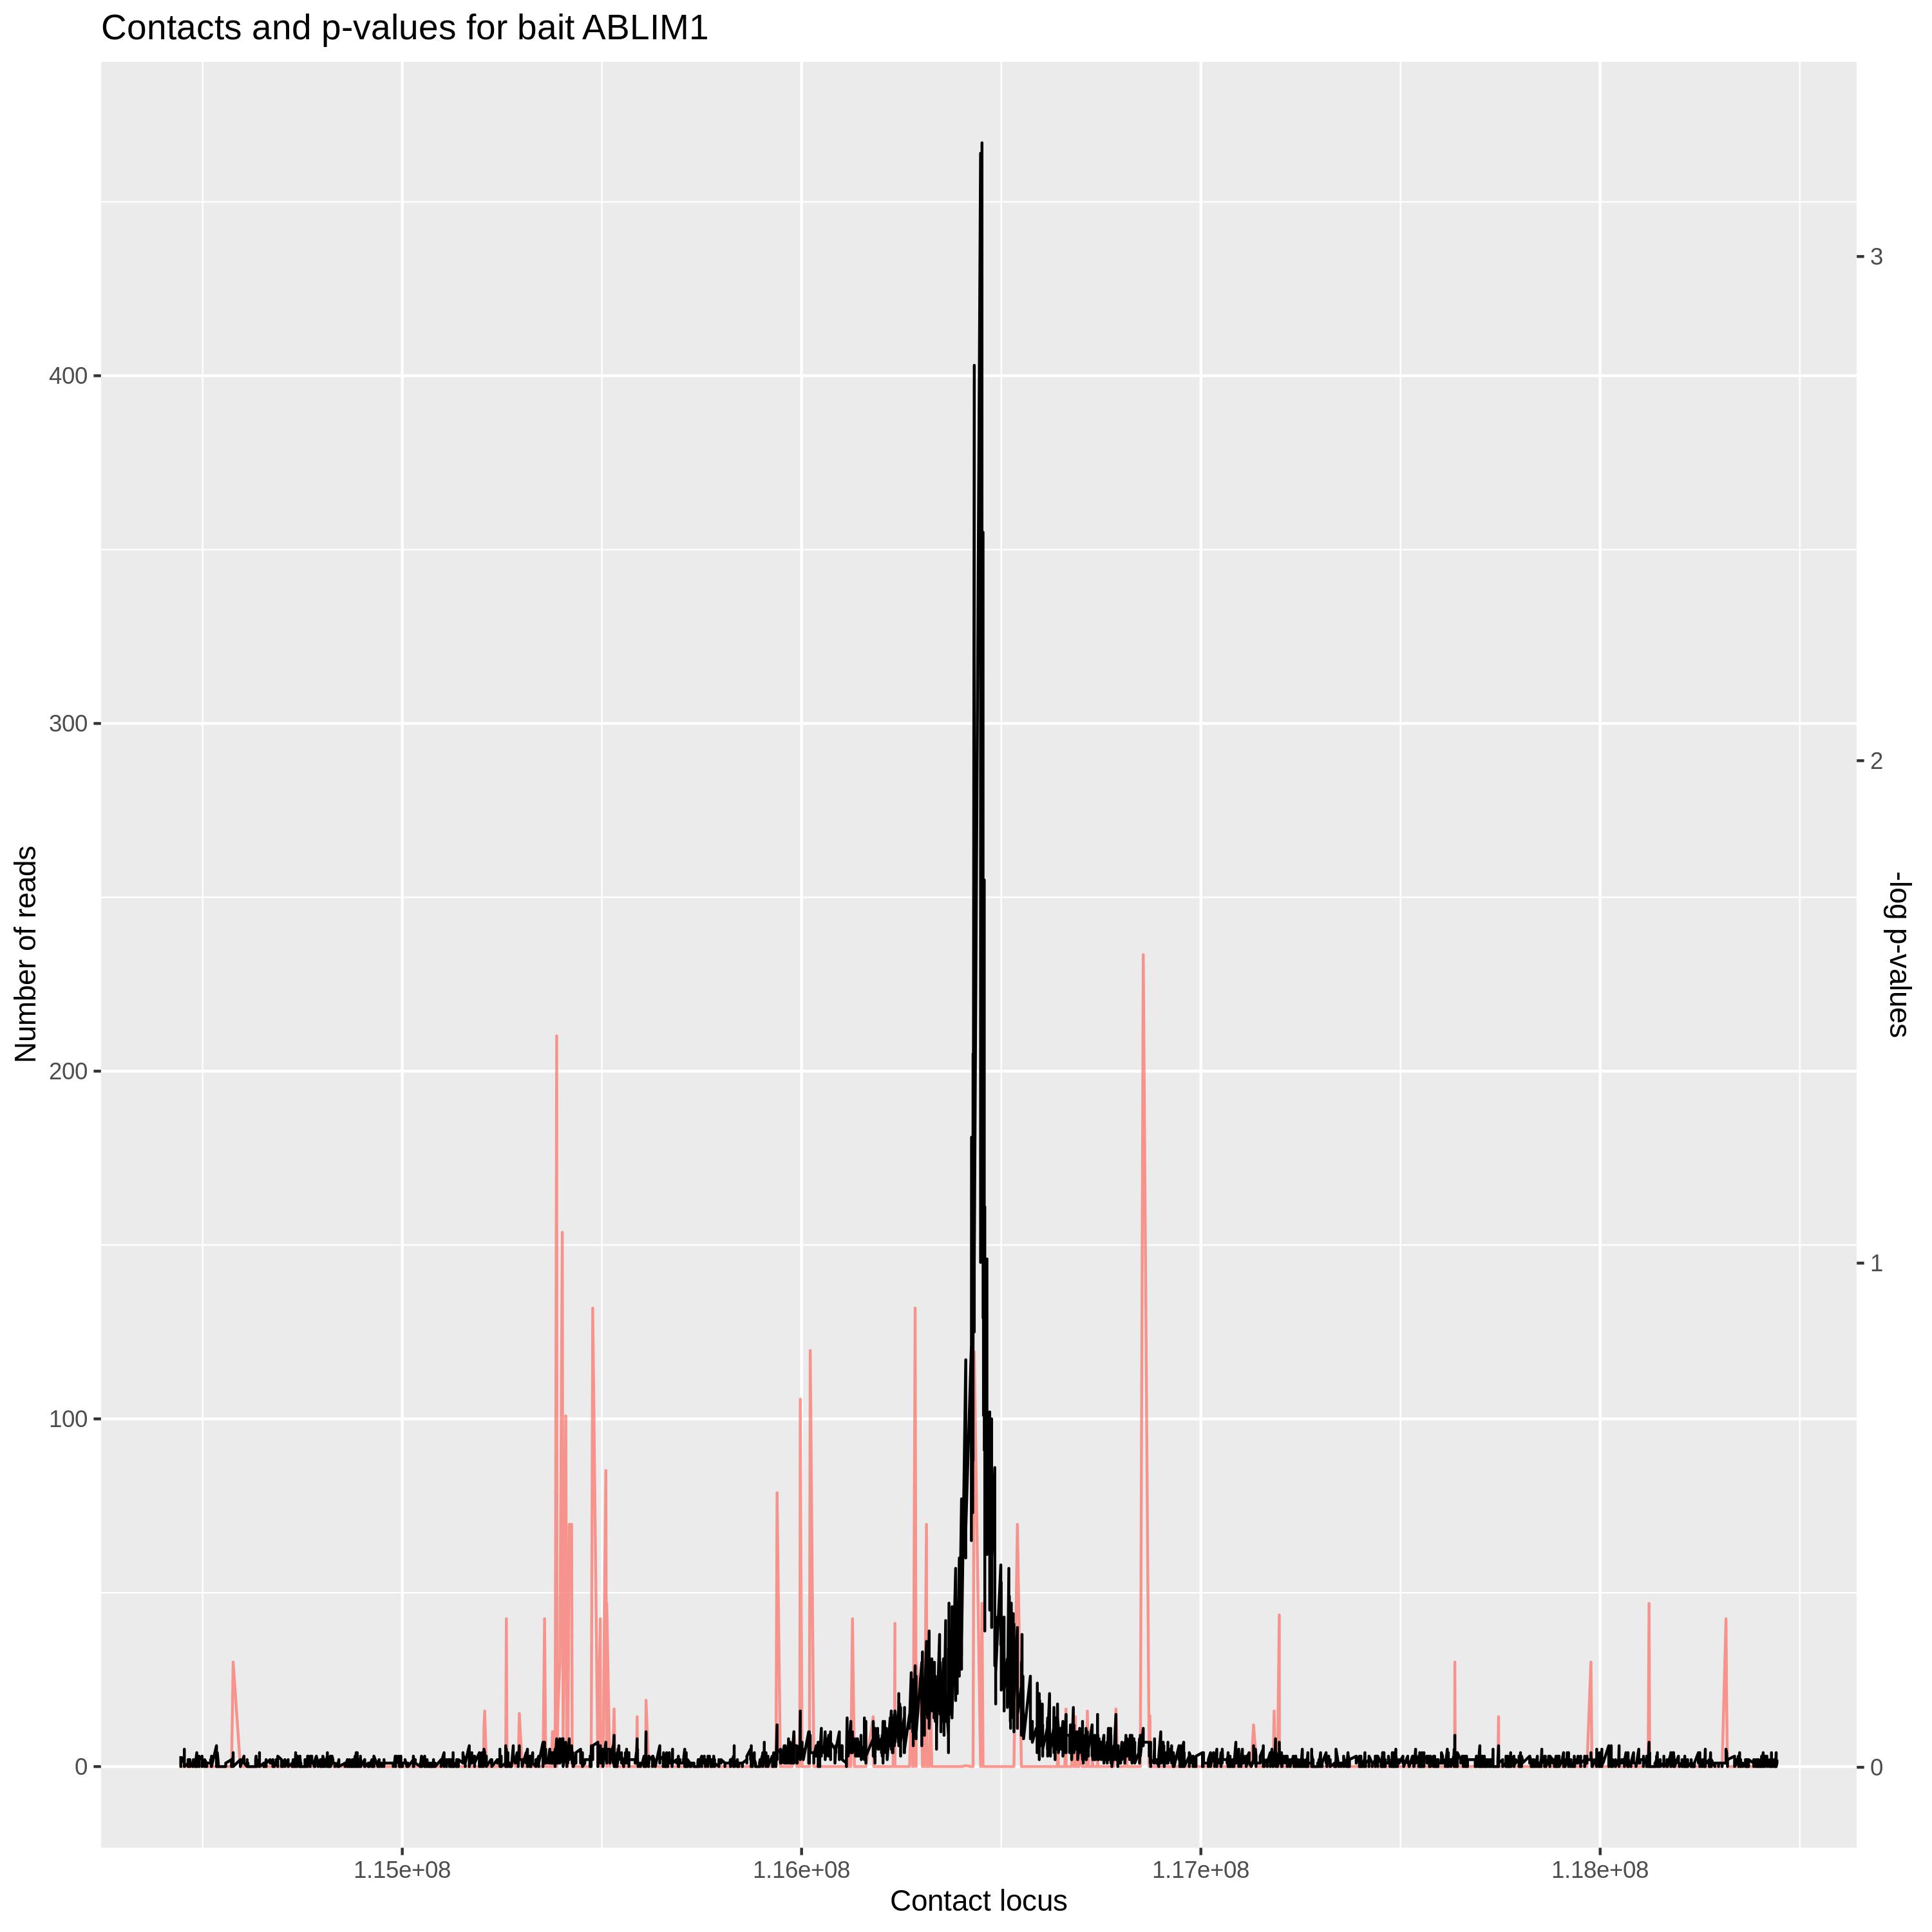 Contacts and p-values for bait ABLIM1
Number of reads
400
300
200
100
0
3
2
1
0
-log p-values
1.15e+08
1.16e+08
1.17e+08
1.18e+08
Contact locus